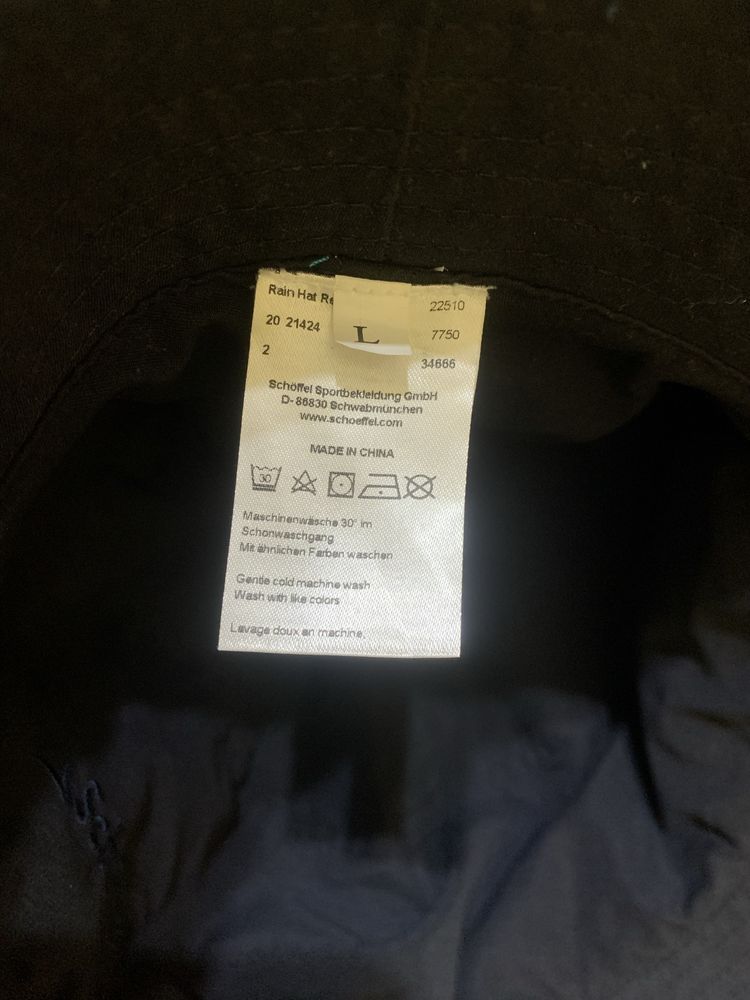 Rain Hat Re
22510
20 21424
L
7750
2
34666
Schöffel Sportbekleidung GmbH
D- 86830 Schwabmünchen
www.schoeffel.com
MADE IN CHINA
30
Maschinenwäsche 30° im
Schonwaschgang
Mit ähnlichen Farben waschen
Gentle cold machine wash
Wash with like colors
Lavage doux en machine.